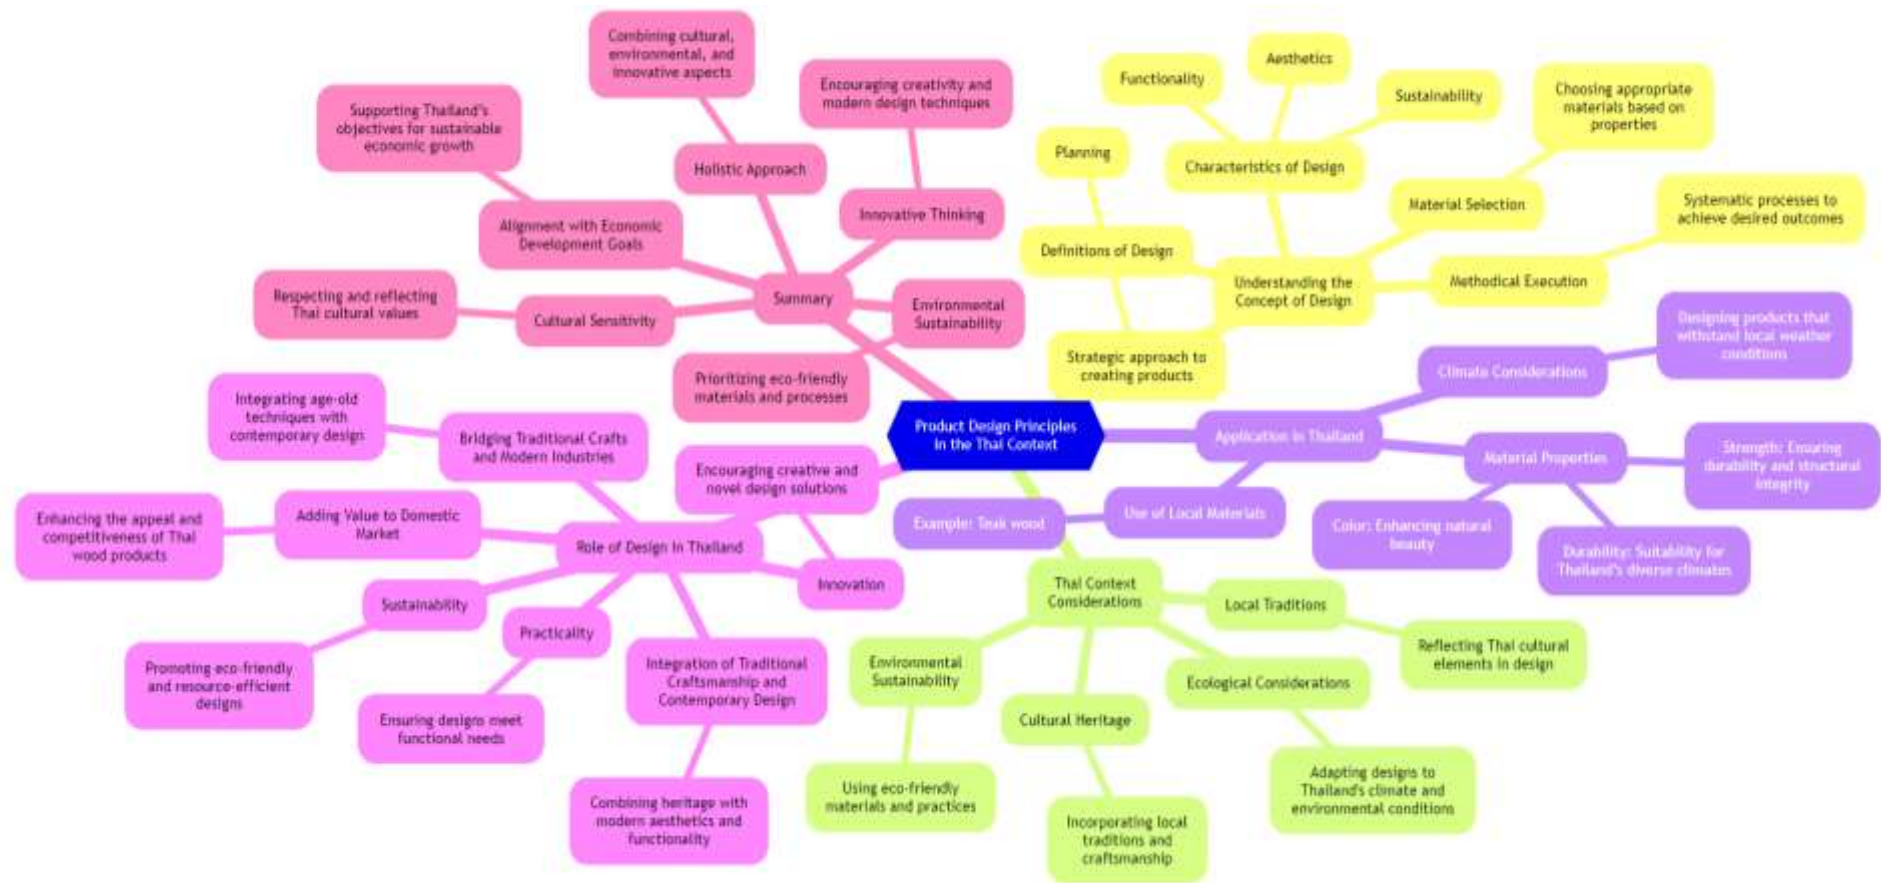 Product Design Principles
in the Thai Context
Summary
Holistic Approach
Combining cultural,
environmental, and
innovative aspects
Innovative Thinking
Encouraging creativity and
modern design techniques
Alignment with Economic
Development Goals
Supporting Thailand's
objectives for sustainable
economic growth
Cultural Sensitivity
Respecting and reflecting
Thai cultural values
Environmental
Sustainability
Prioritizing eco-friendly
materials and processes
Understanding the
Concept of Design
Definitions of Design
Planning
Strategic approach to
creating products
Characteristics of Design
Functionality
Aesthetics
Sustainability
Material Selection
Choosing appropriate
materials based on
properties
Methodical Execution
Systematic processes to
achieve desired outcomes
Application in Thailand
Climate Considerations
Designing products that
withstand local weather
conditions
Material Properties
Strength: Ensuring
durability and structural
integrity
Color: Enhancing natural
beauty
Durability: Suitability for
Thailand's diverse climates
Use of Local Materials
Example: Teak wood
Thai Context
Considerations
Local Traditions
Reflecting Thai cultural
elements in design
Ecological Considerations
Adapting designs to
Thailand's climate and
environmental conditions
Cultural Heritage
Incorporating local
traditions and
craftsmanship
Environmental
Sustainability
Using eco-friendly
materials and practices
Role of Design in Thailand
Bridging Traditional Crafts
and Modern Industries
Integrating age-old
techniques with
contemporary design
Adding Value to Domestic
Market
Enhancing the appeal and
competitiveness of Thai
wood products
Sustainability
Promoting eco-friendly
and resource-efficient
designs
Practicality
Ensuring designs meet
functional needs
Integration of Traditional
Craftsmanship and
Contemporary Design
Combining heritage with
modern aesthetics and
functionality
Innovation
Encouraging creative and
novel design solutions